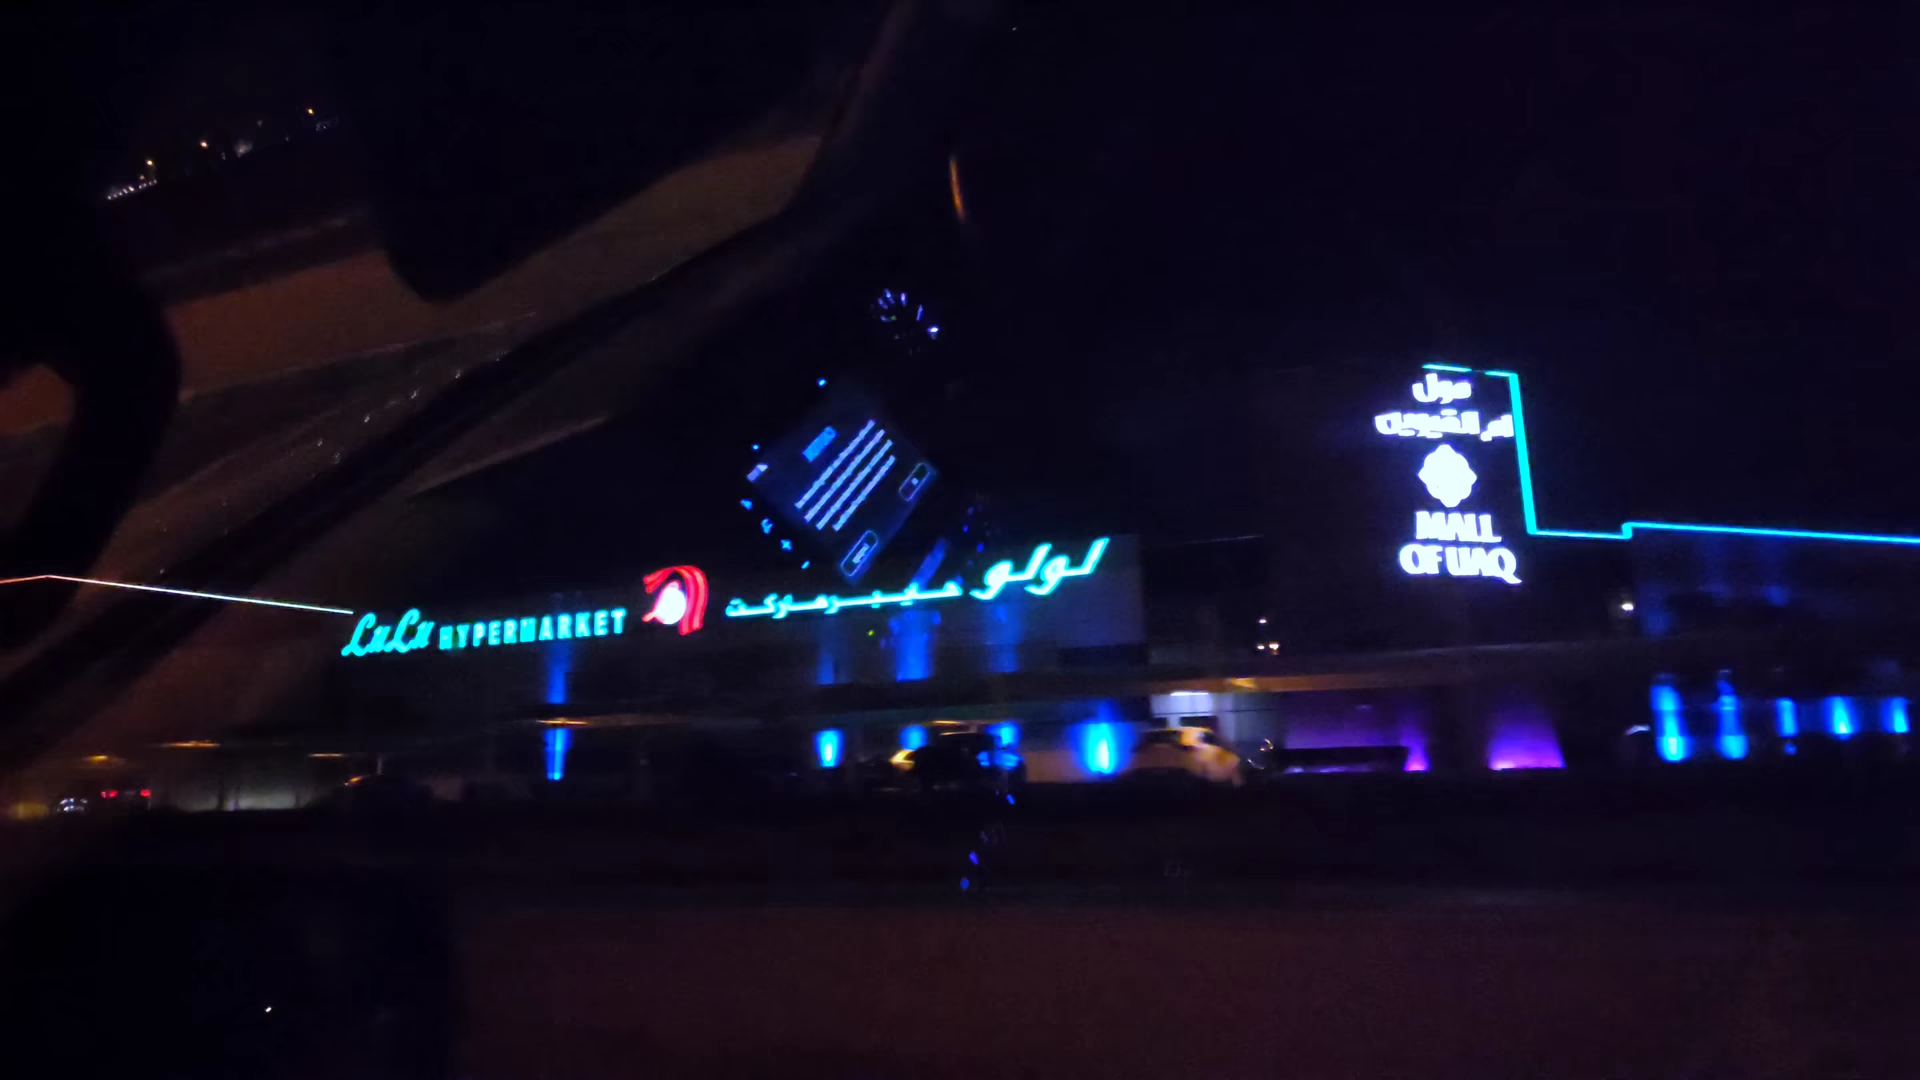 LuLu HYPERMARKET
لولو هايبرماركت
مول
ام القيوين
MALL
OF UAQ